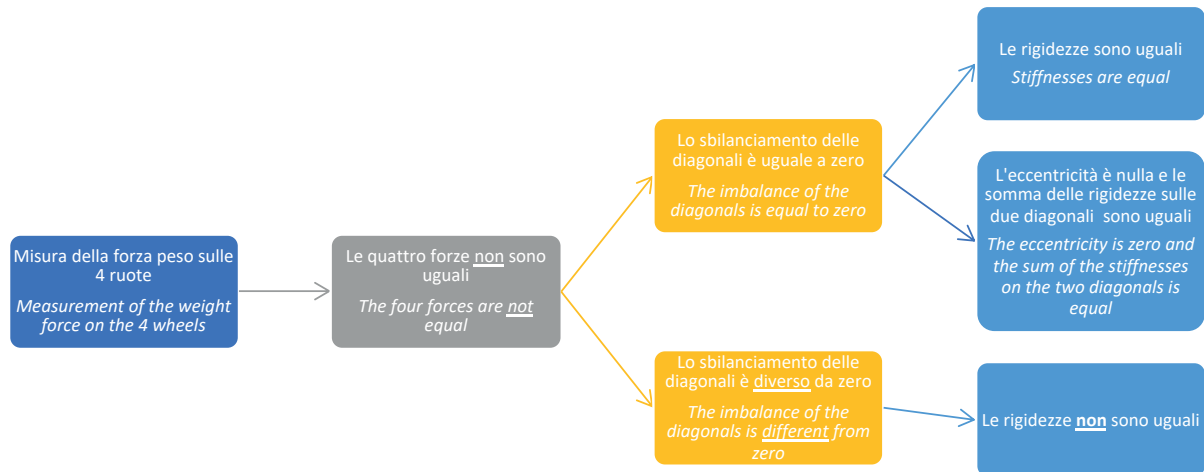 Misura della forza peso sulle
4 ruote
Measurement of the weight
force on the 4 wheels
Le quattro forze non sono
uguali
The four forces are not
equal
Lo sbilanciamento delle
diagonali è uguale a zero
The imbalance of the
diagonals is equal to zero
Lo sbilanciamento delle
diagonali è diverso da zero
The imbalance of the
diagonals is different from
zero
Le rigidezze sono uguali
Stiffnesses are equal
L'eccentricità è nulla e le
somma delle rigidezze sulle
due diagonali sono uguali
The eccentricity is zero and
the sum of the stiffnesses
on the two diagonals is
equal
Le rigidezze non sono uguali